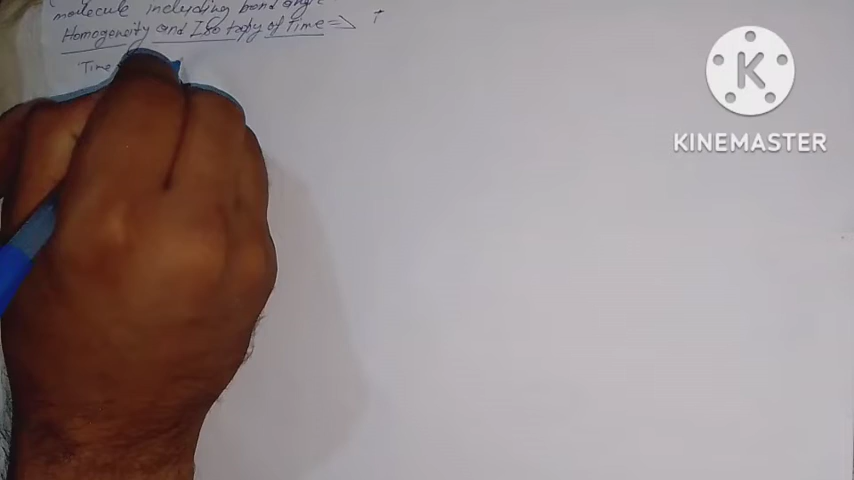 molecule including bond angle
Homogeneity and Isotropy of Time => T
Time
K
KINEMASTER